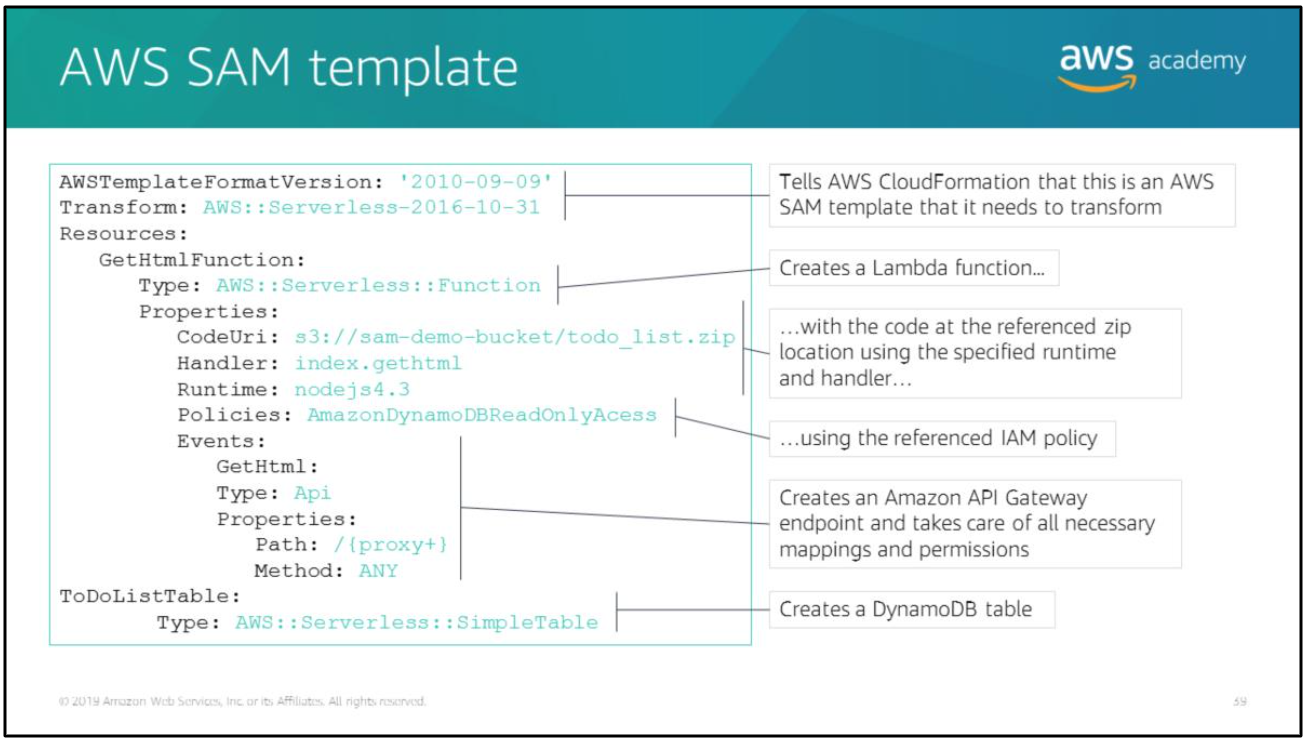 AWS SAM template
aws academy
AWSTemplateFormatVersion: '2010-09-09'
Transform: AWS::Serverless-2016-10-31
Resources:
GetHtmlFunction:
Type: AWS::Serverless::Function
Properties:
CodeUri: s3://sam-demo-bucket/todo_list.zip
Handler: index.gethtml
Runtime: nodejs4.3
Policies: AmazonDynamoDBReadOnlyAcess
Events:
GetHtml:
Type: Api
Properties:
Path: /{proxy+}
Method: ANY
ToDoListTable:
Type: AWS::Serverless::SimpleTable
Tells AWS CloudFormation that this is an AWS
SAM template that it needs to transform
Creates a Lambda function...
...with the code at the referenced zip
location using the specified runtime
and handler...
...using the referenced IAM policy
Creates an Amazon API Gateway
endpoint and takes care of all necessary
mappings and permissions
Creates a DynamoDB table
© 2019 Amazon Web Services, Inc. or its Affiliates. All rights reserved.
39